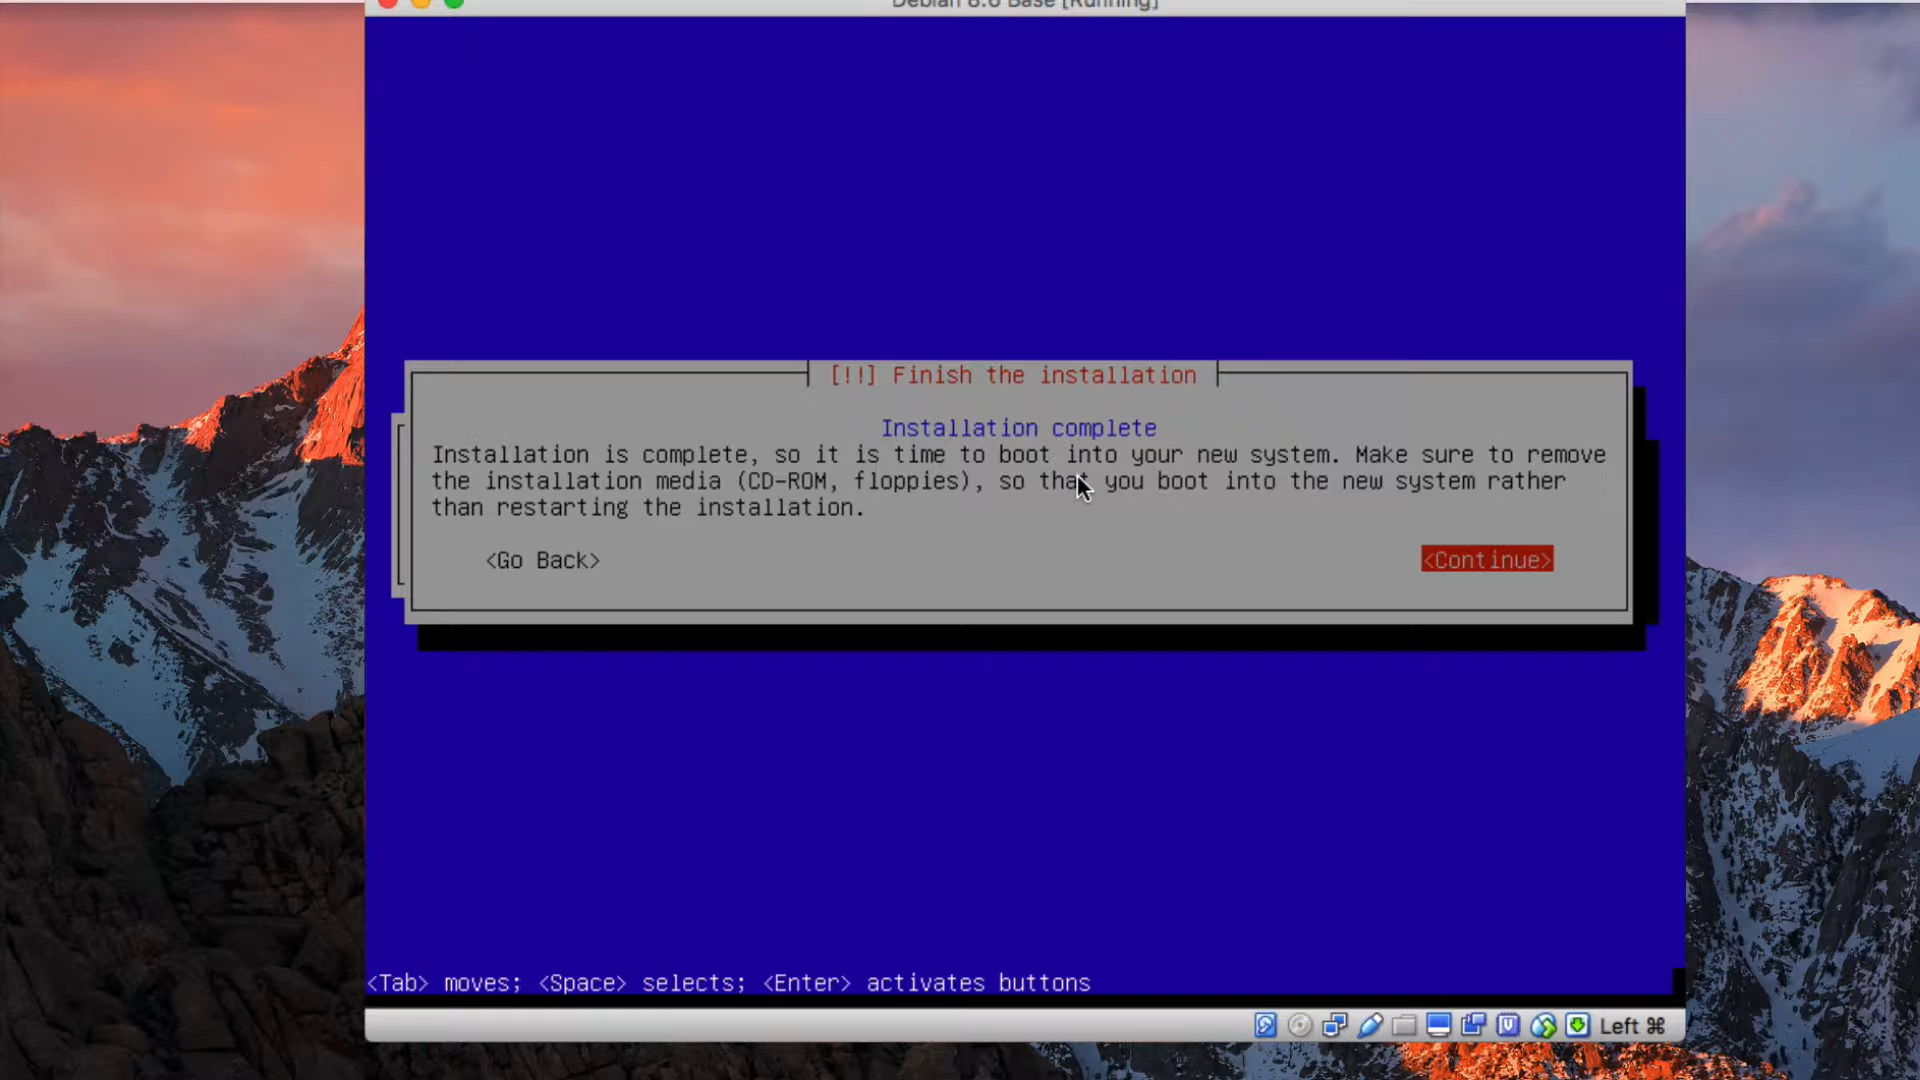 Debian 8.6 Base [Running]
[!!] Finish the installation
Installation complete
Installation is complete, so it is time to boot into your new system. Make sure to remove
the installation media (CD-ROM, floppies), so that you boot into the new system rather
than restarting the installation.
<Go Back> <Continue>
<Tab> moves; <Space> selects; <Enter> activates buttons
Left ⌘